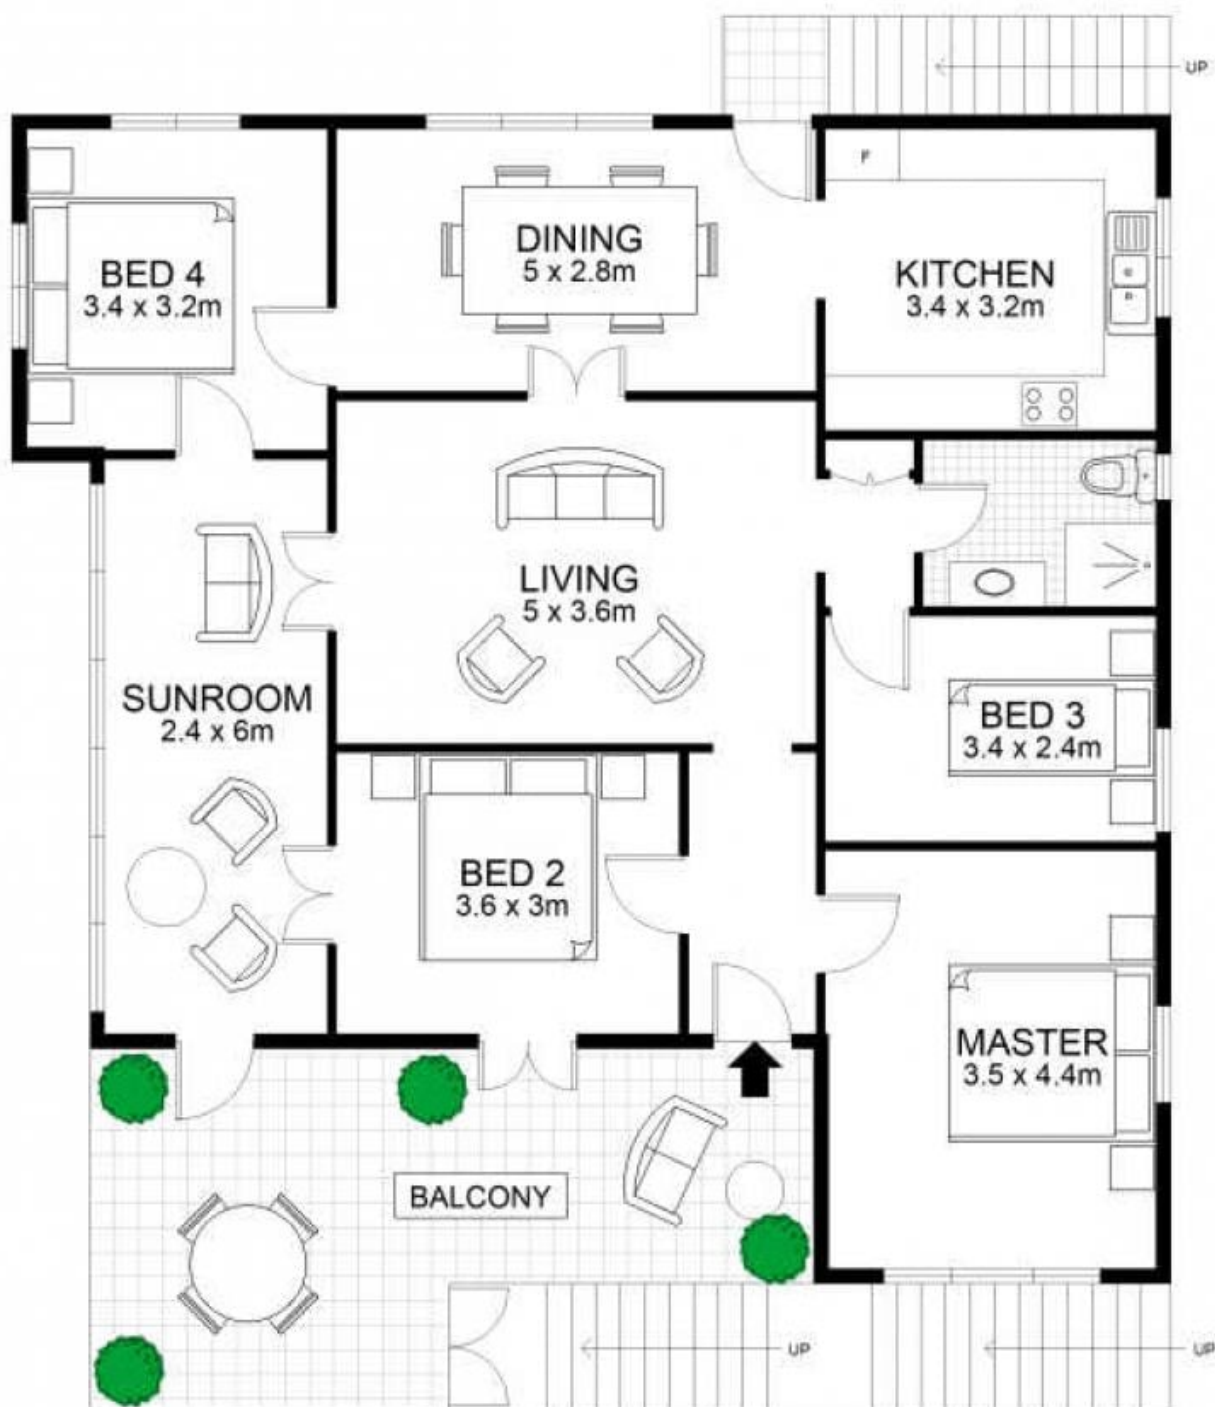 UP
F
DINING
5 x 2.8m
BED 4
3.4 x 3.2m
KITCHEN
3.4 x 3.2m
LIVING
5 x 3.6m
SUNROOM
2.4 x 6m
BED 3
3.4 x 2.4m
BED 2
3.6 x 3m
MASTER
3.5 x 4.4m
BALCONY
UP
UP